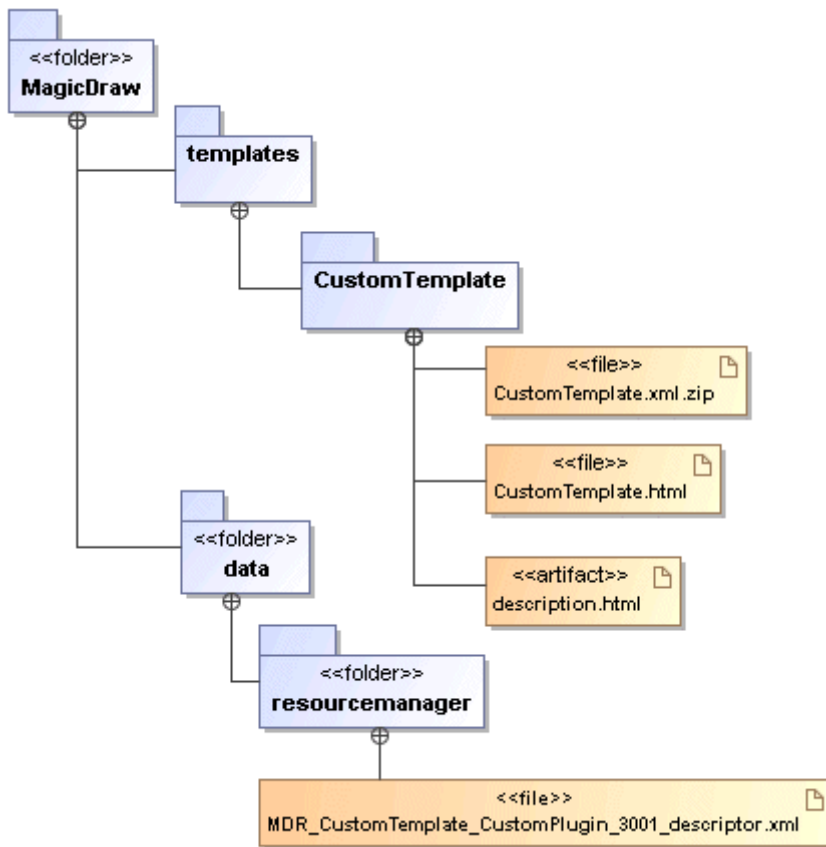 <<folder>>
MagicDraw
templates
CustomTemplate
<<file>>
CustomTemplate.xml.zip
<<file>>
CustomTemplate.html
<<folder>>
data
<<artifact>>
description.html
<<folder>>
resourcemanager
<<file>>
MDR_CustomTemplate_CustomPlugin_3001_descriptor.xml